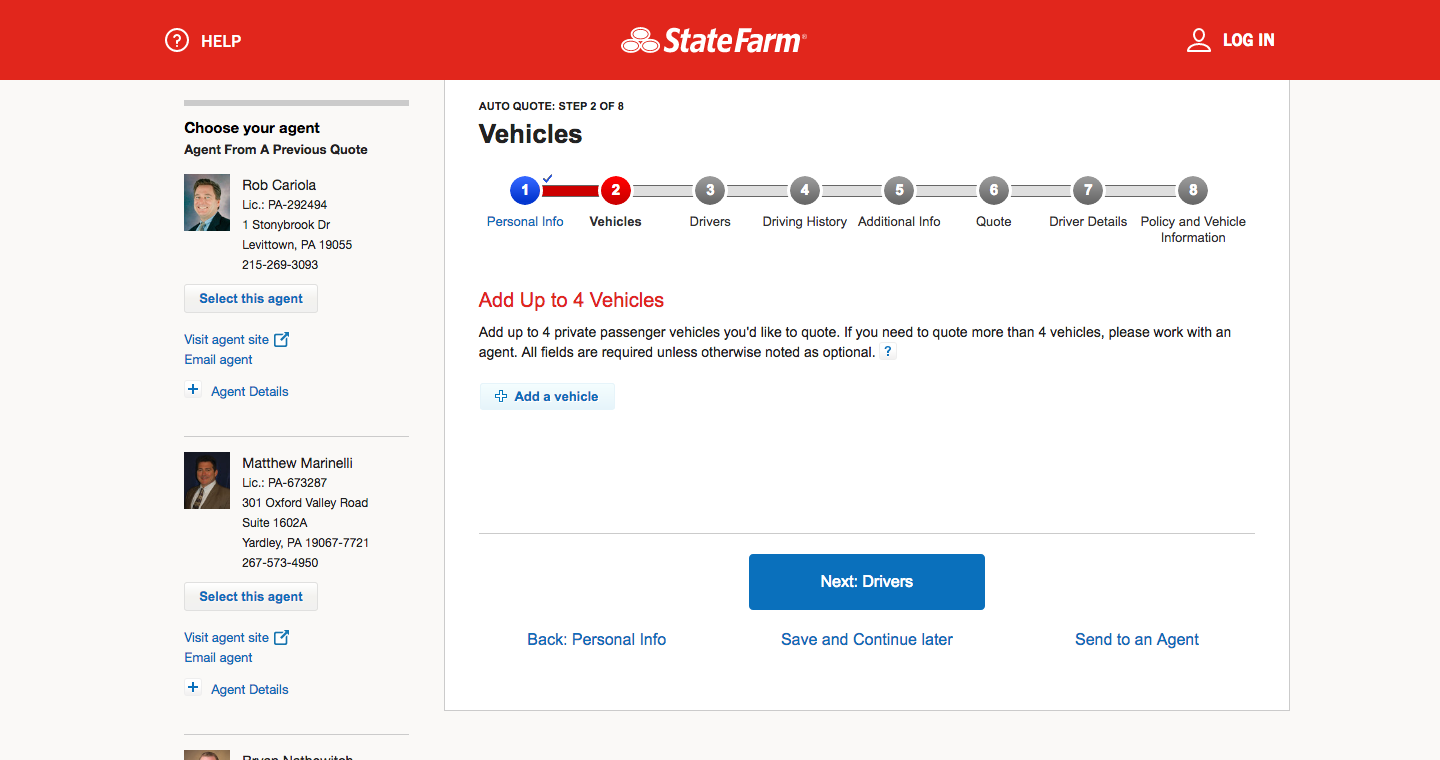 HELP
StateFarm®
LOG IN
Choose your agent
Agent From A Previous Quote
Rob Cariola
Lic.: PA-292494
1 Stonybrook Dr
Levittown, PA 19055
215-269-3093
Select this agent
Visit agent site
Email agent
+ Agent Details
Matthew Marinelli
Lic.: PA-673287
301 Oxford Valley Road
Suite 1602A
Yardley, PA 19067-7721
267-573-4950
Select this agent
Visit agent site
Email agent
+ Agent Details
AUTO QUOTE: STEP 2 OF 8
Vehicles
1 2 3 4 5 6 7 8
Personal Info Vehicles Drivers Driving History Additional Info Quote Driver Details Policy and Vehicle
Information
Add Up to 4 Vehicles
Add up to 4 private passenger vehicles you'd like to quote. If you need to quote more than 4 vehicles, please work with an
agent. All fields are required unless otherwise noted as optional. ?
Add a vehicle
Next: Drivers
Back: Personal Info Save and Continue later Send to an Agent